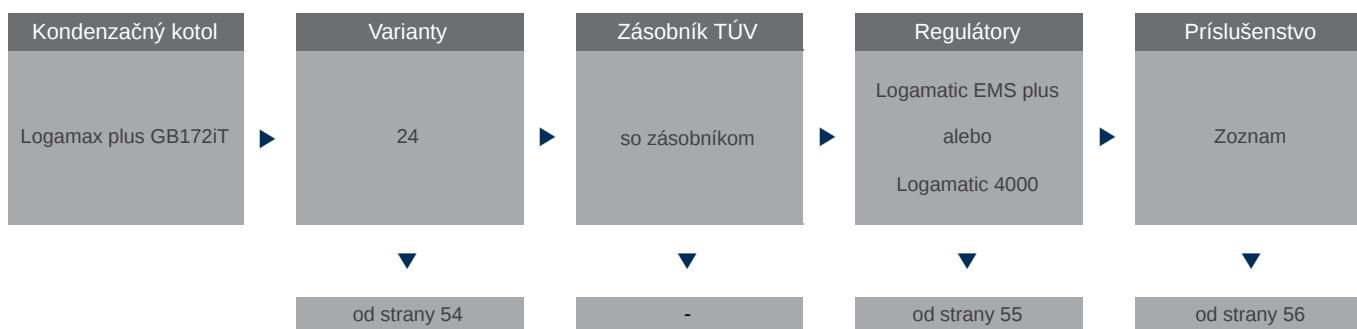 Kondenzačný kotol
Varianty
Zásobník TÚV
Regulátory
Príslušenstvo
Logamax plus GB172iT
24
so zásobníkom
Logamatic EMS plus
alebo
Logamatic 4000
Zoznam
od strany 54
-
od strany 55
od strany 56